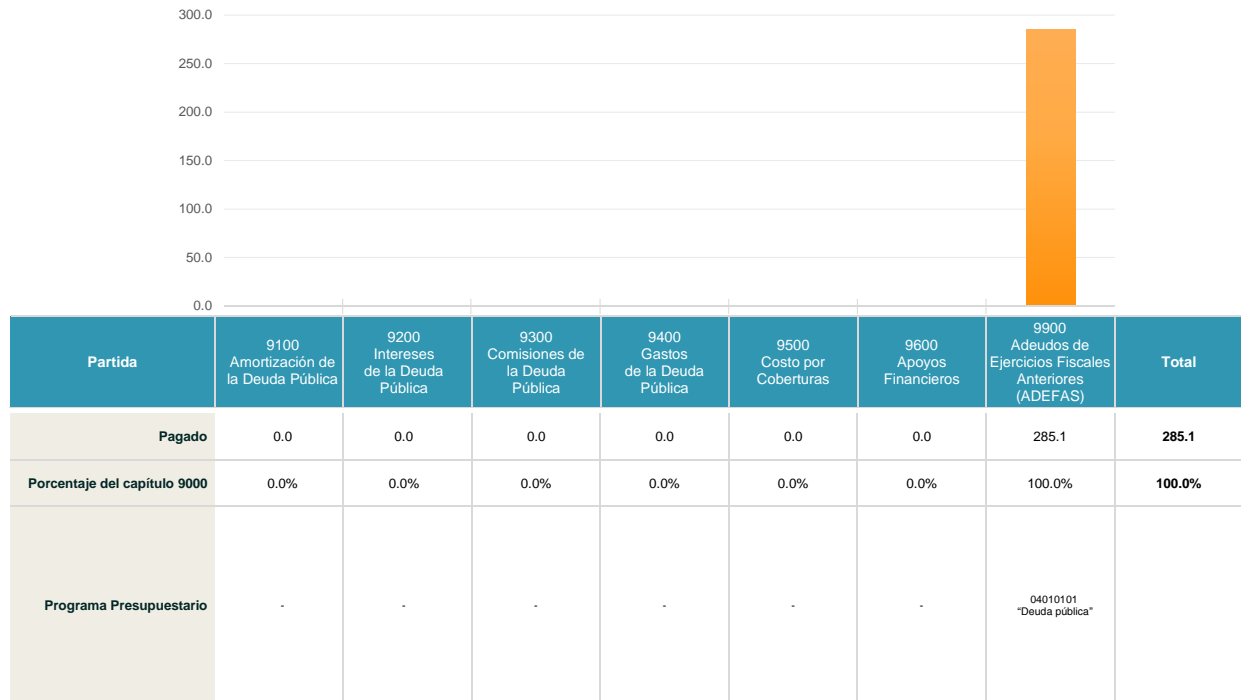 300.0
250.0
200.0
150.0
100.0
50.0
0.0
Partida
9100
Amortización de
la Deuda Pública
9200
Intereses
de la Deuda
Pública
9300
Comisiones de
la Deuda
Pública
9400
Gastos
de la Deuda
Pública
9500
Costo por
Coberturas
9600
Apoyos
Financieros
9900
Adeudos de
Ejercicios Fiscales
Anteriores
(ADEFAS)
Total
Pagado 0.0 0.0 0.0 0.0 0.0 0.0 285.1 285.1
Porcentaje del capítulo 9000 0.0% 0.0% 0.0% 0.0% 0.0% 0.0% 100.0% 100.0%
Programa Presupuestario - - - - - -
04010101
“Deuda pública”